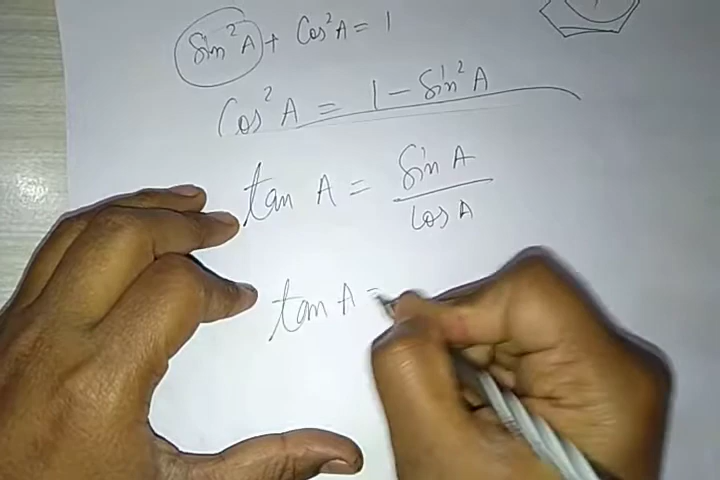 Sin²A + Cos²A = 1
Cos²A = 1 - Sin²A
tan A = Sin A / Cos A
tan A =